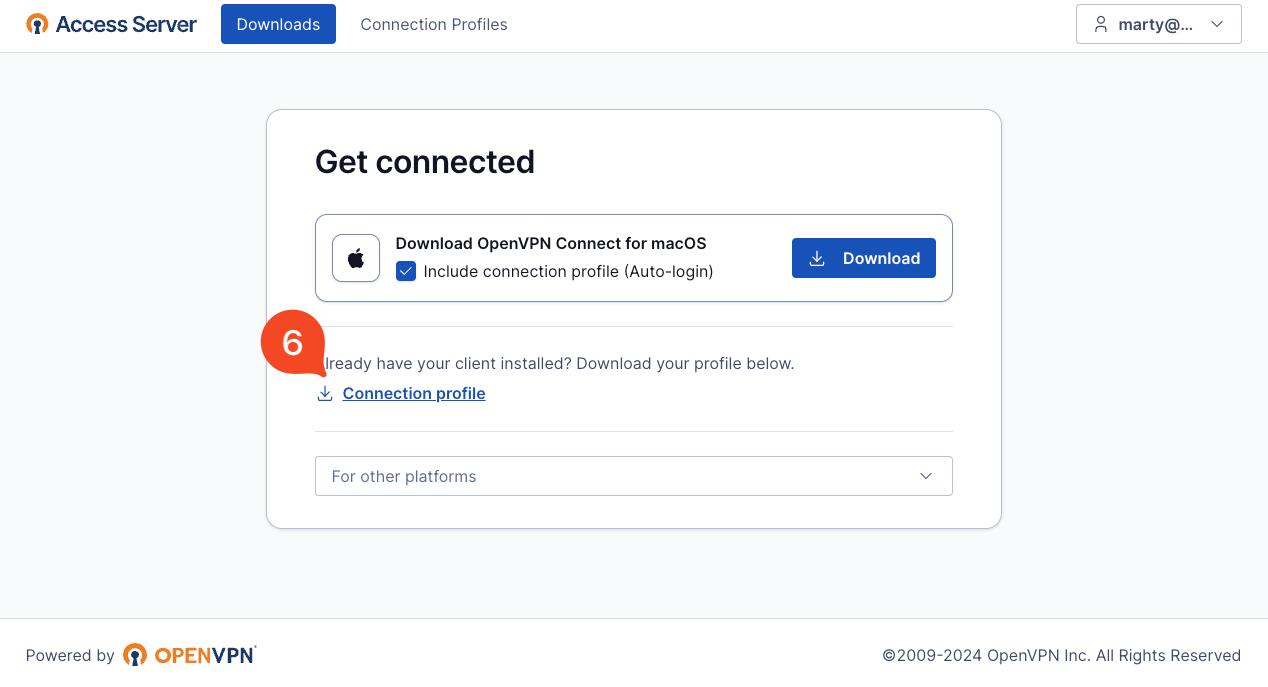 Access Server
Downloads
Connection Profiles
marty@...
Get connected
Download OpenVPN Connect for macOS
Include connection profile (Auto-login)
Download
6
lready have your client installed? Download your profile below.
Connection profile
For other platforms
Powered by OPENVPN
©2009-2024 OpenVPN Inc. All Rights Reserved